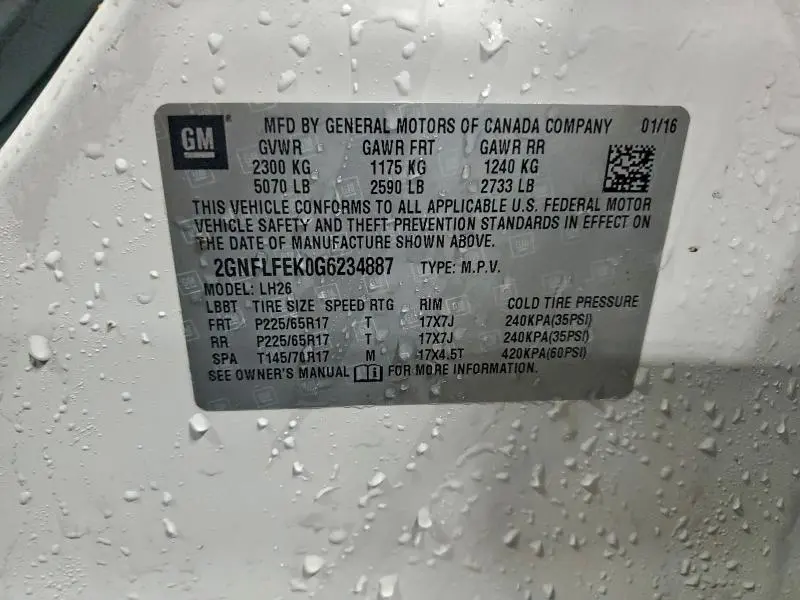 GM MFD BY GENERAL MOTORS OF CANADA COMPANY 01/16
GVWR GAWR FRT GAWR RR
2300 KG 1175 KG 1240 KG
5070 LB 2590 LB 2733 LB
THIS VEHICLE CONFORMS TO ALL APPLICABLE U.S. FEDERAL MOTOR
VEHICLE SAFETY AND THEFT PREVENTION STANDARDS IN EFFECT ON
THE DATE OF MANUFACTURE SHOWN ABOVE.
2GNFLFEK0G6234887 TYPE: M.P.V.
MODEL: LH26
LBBT TIRE SIZE SPEED RTG RIM COLD TIRE PRESSURE
FRT P225/65R17 T 17X7J 240KPA(35PSI)
RR P225/65R17 T 17X7J 240KPA(35PSI)
SPA T145/70R17 M 17X4.5T 420KPA(60PSI)
SEE OWNER'S MANUAL FOR MORE INFORMATION.